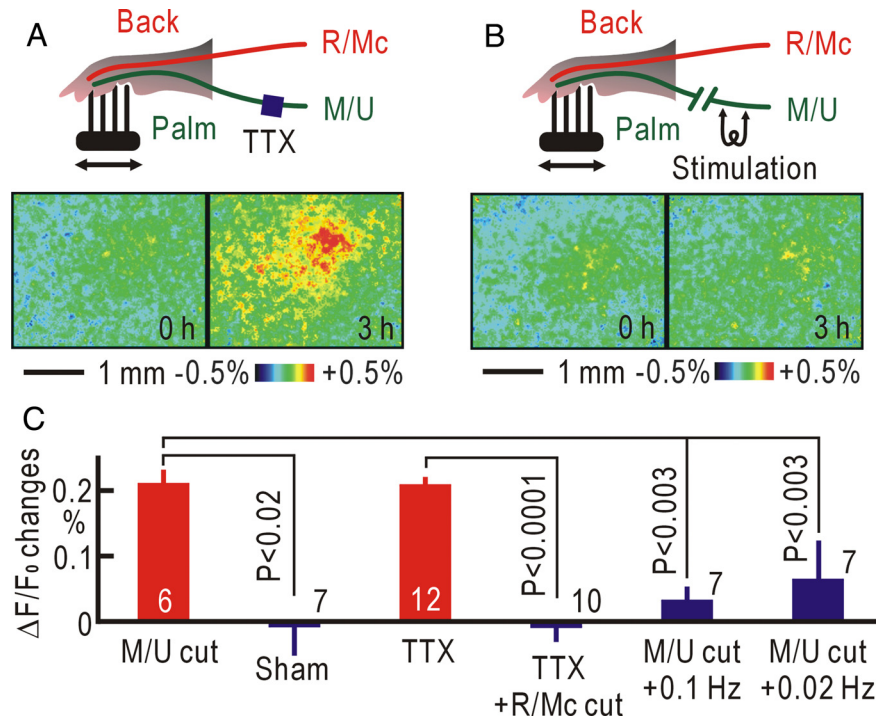 A
Back
R/Mc
Palm
TTX
M/U
0 h
3 h
1 mm -0.5% +0.5%
B
Back
R/Mc
Palm
M/U
Stimulation
0 h
3 h
1 mm -0.5% +0.5%
C
ΔF/F₀ changes
0.2
%
0.1
0
P<0.02
P<0.0001
P<0.003
P<0.003
6
7
12
10
7
7
M/U cut
Sham
TTX
TTX
+R/Mc cut
M/U cut
+0.1 Hz
M/U cut
+0.02 Hz